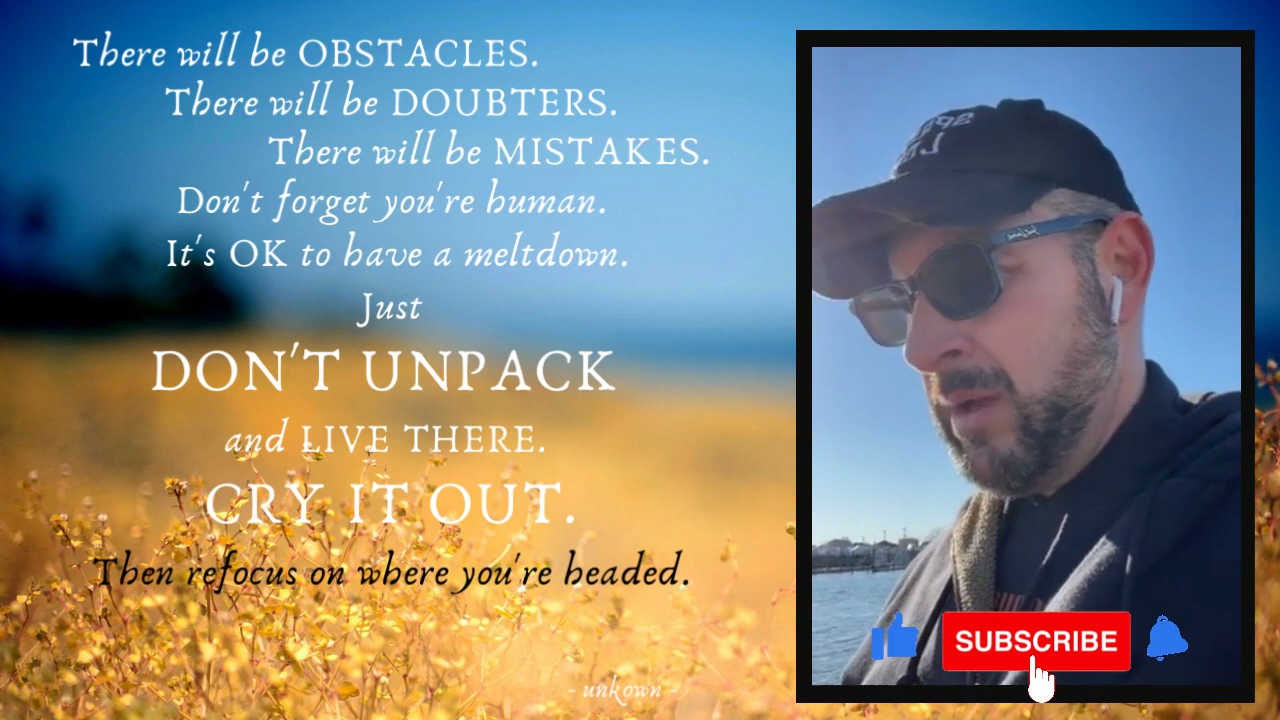 There will be OBSTACLES.
There will be DOUBTERS.
There will be MISTAKES.
Don't forget you're human.
It's OK to have a meltdown.
Just
DON'T UNPACK
and LIVE THERE.
CRY IT OUT.
Then refocus on where you're headed.
- unkown -
SUBSCRIBE